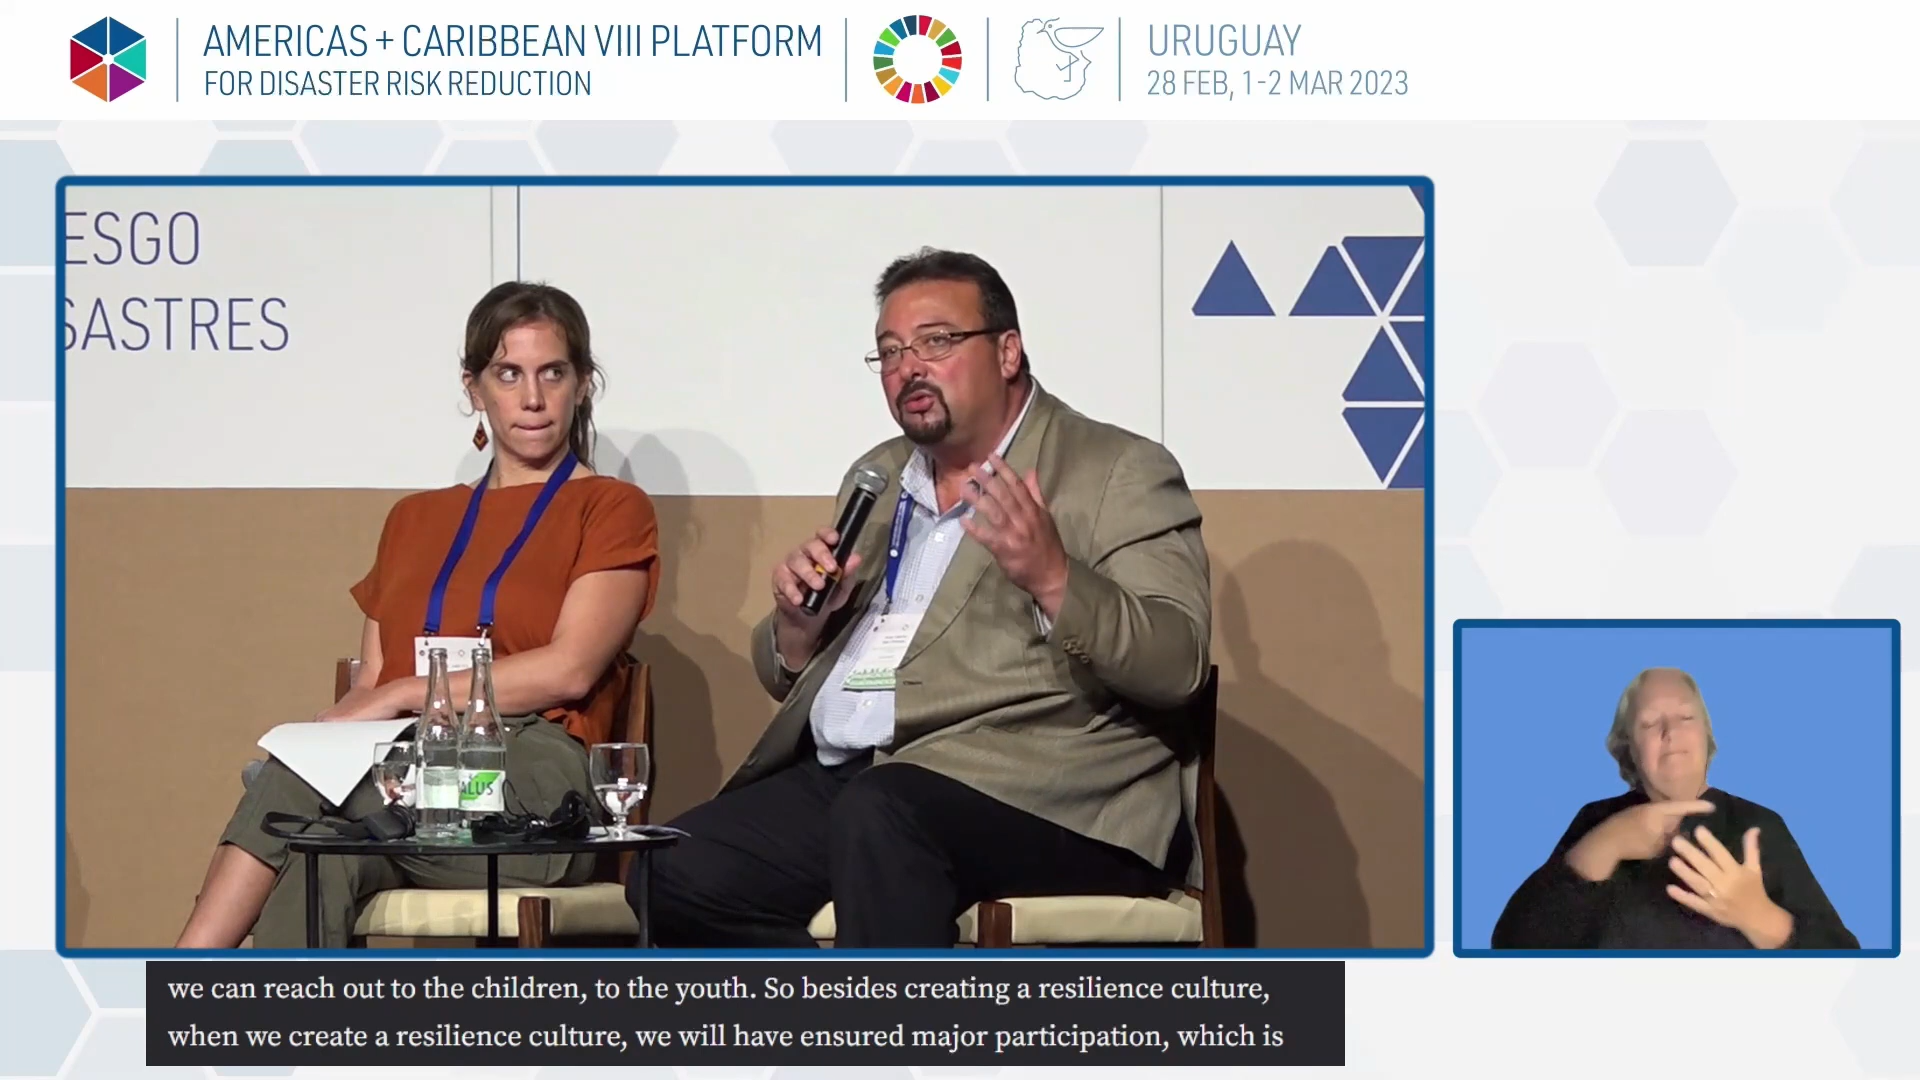 AMERICAS + CARIBBEAN VIII PLATFORM
FOR DISASTER RISK REDUCTION
URUGUAY
28 FEB, 1-2 MAR 2023
ESGO
SASTRES
ALUS
we can reach out to the children, to the youth. So besides creating a resilience culture,
when we create a resilience culture, we will have ensured major participation, which is